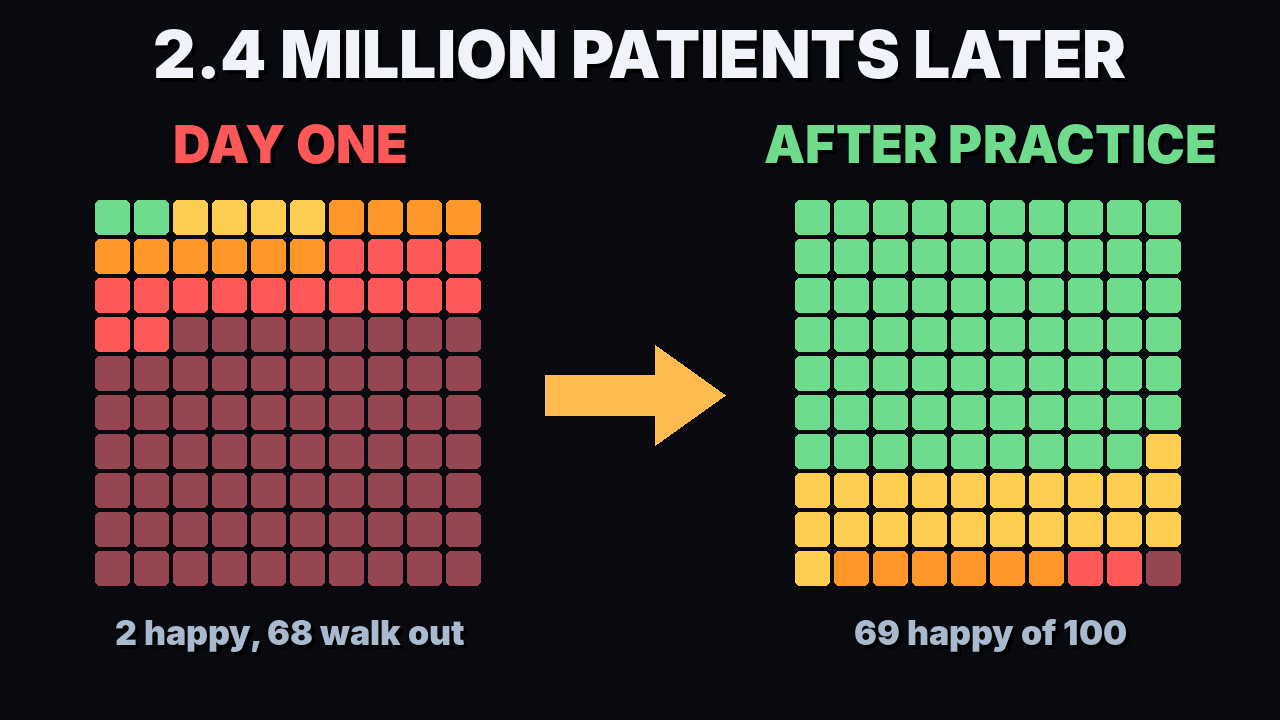 2.4 MILLION PATIENTS LATER
DAY ONE
AFTER PRACTICE
2 happy, 68 walk out
69 happy of 100